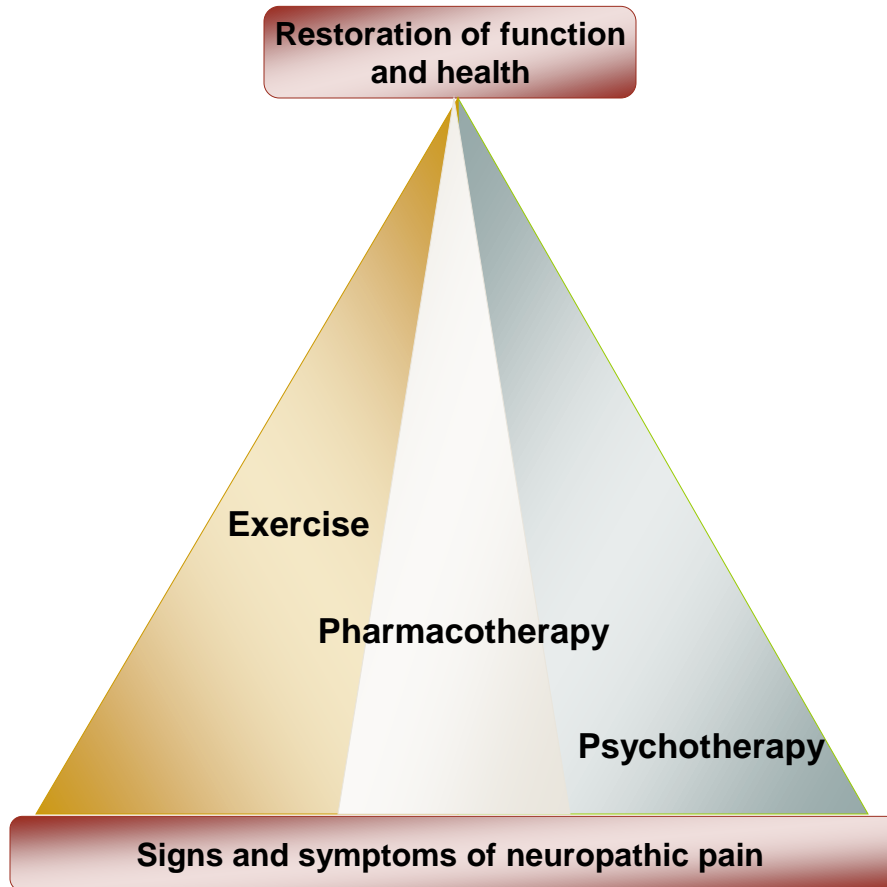 Restoration of function
and health
Exercise
Pharmacotherapy
Psychotherapy
Signs and symptoms of neuropathic pain